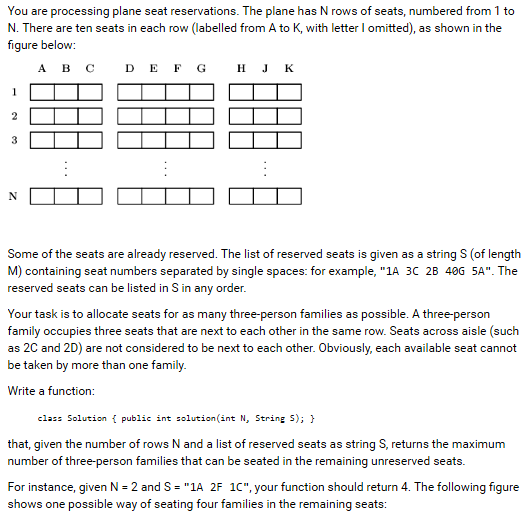 You are processing plane seat reservations. The plane has N rows of seats, numbered from 1 to
N. There are ten seats in each row (labelled from A to K, with letter I omitted), as shown in the
figure below:
A B C D E F G H J K
1
2
3
⋮ ⋮ ⋮
N
Some of the seats are already reserved. The list of reserved seats is given as a string S (of length
M) containing seat numbers separated by single spaces: for example, "1A 3C 2B 40G 5A". The
reserved seats can be listed in S in any order.
Your task is to allocate seats for as many three-person families as possible. A three-person
family occupies three seats that are next to each other in the same row. Seats across aisle (such
as 2C and 2D) are not considered to be next to each other. Obviously, each available seat cannot
be taken by more than one family.
Write a function:
class Solution { public int solution(int N, String S); }
that, given the number of rows N and a list of reserved seats as string S, returns the maximum
number of three-person families that can be seated in the remaining unreserved seats.
For instance, given N = 2 and S = "1A 2F 1C", your function should return 4. The following figure
shows one possible way of seating four families in the remaining seats: